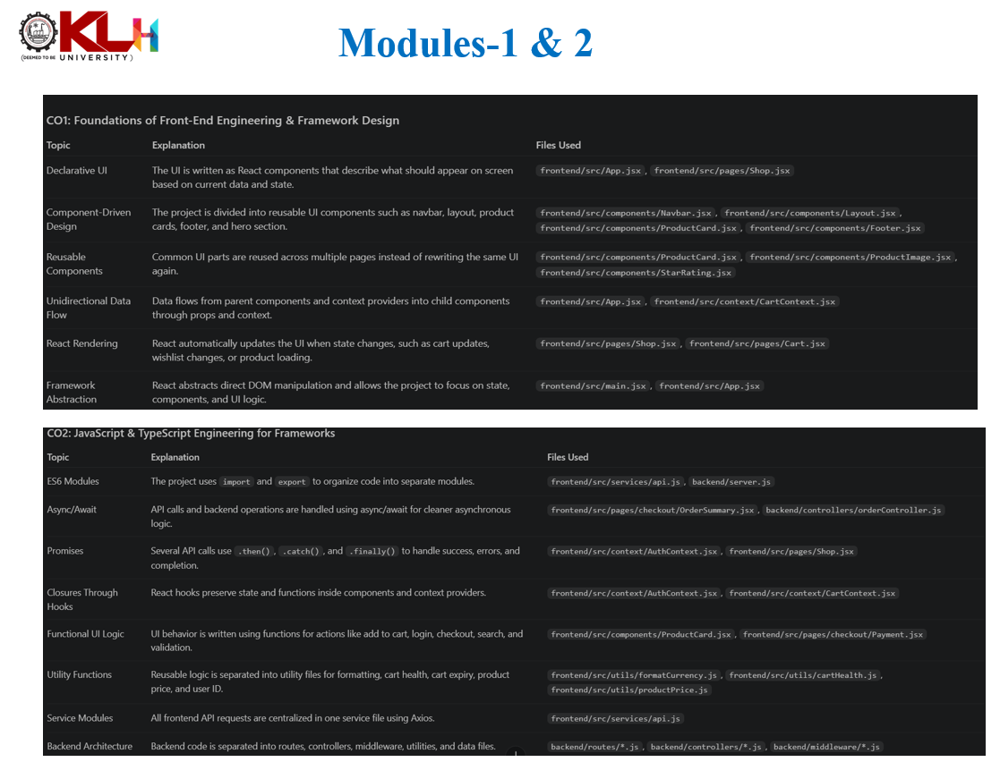 KLH
(DEEMED TO BE UNIVERSITY)
Modules-1 & 2
CO1: Foundations of Front-End Engineering & Framework Design
Topic Explanation Files Used
Declarative UI The UI is written as React components that describe what should appear on screen frontend/src/App.jsx, frontend/src/pages/Shop.jsx
based on current data and state.
Component-Driven The project is divided into reusable UI components such as navbar, layout, product frontend/src/components/Navbar.jsx, frontend/src/components/Layout.jsx,
Design cards, footer, and hero section. frontend/src/components/ProductCard.jsx, frontend/src/components/Footer.jsx
Reusable Common UI parts are reused across multiple pages instead of rewriting the same UI frontend/src/components/ProductCard.jsx, frontend/src/components/ProductImage.jsx,
Components again. frontend/src/components/StarRating.jsx
Unidirectional Data Data flows from parent components and context providers into child components frontend/src/App.jsx, frontend/src/context/CartContext.jsx
Flow through props and context.
React Rendering React automatically updates the UI when state changes, such as cart updates, frontend/src/pages/Shop.jsx, frontend/src/pages/Cart.jsx
wishlist changes, or product loading.
Framework React abstracts direct DOM manipulation and allows the project to focus on state, frontend/src/main.jsx, frontend/src/App.jsx
Abstraction components, and UI logic.
CO2: JavaScript & TypeScript Engineering for Frameworks
Topic Explanation Files Used
ES6 Modules The project uses import and export to organize code into separate modules. frontend/src/services/api.js, backend/server.js
Async/Await API calls and backend operations are handled using async/await for cleaner asynchronous frontend/src/pages/checkout/OrderSummary.jsx, backend/controllers/orderController.js
logic.
Promises Several API calls use .then(), .catch(), and .finally() to handle success, errors, and frontend/src/context/AuthContext.jsx, frontend/src/pages/Shop.jsx
completion.
Closures Through React hooks preserve state and functions inside components and context providers. frontend/src/context/AuthContext.jsx, frontend/src/context/CartContext.jsx
Hooks
Functional UI Logic UI behavior is written using functions for actions like add to cart, login, checkout, search, and frontend/src/components/ProductCard.jsx, frontend/src/pages/checkout/Payment.jsx
validation.
Utility Functions Reusable logic is separated into utility files for formatting, cart health, cart expiry, product frontend/src/utils/formatCurrency.js, frontend/src/utils/cartHealth.js,
price, and user ID. frontend/src/utils/productPrice.js
Service Modules All frontend API requests are centralized in one service file using Axios. frontend/src/services/api.js
Backend Architecture Backend code is separated into routes, controllers, middleware, utilities, and data files. backend/routes/*.js, backend/controllers/*.js, backend/middleware/*.js